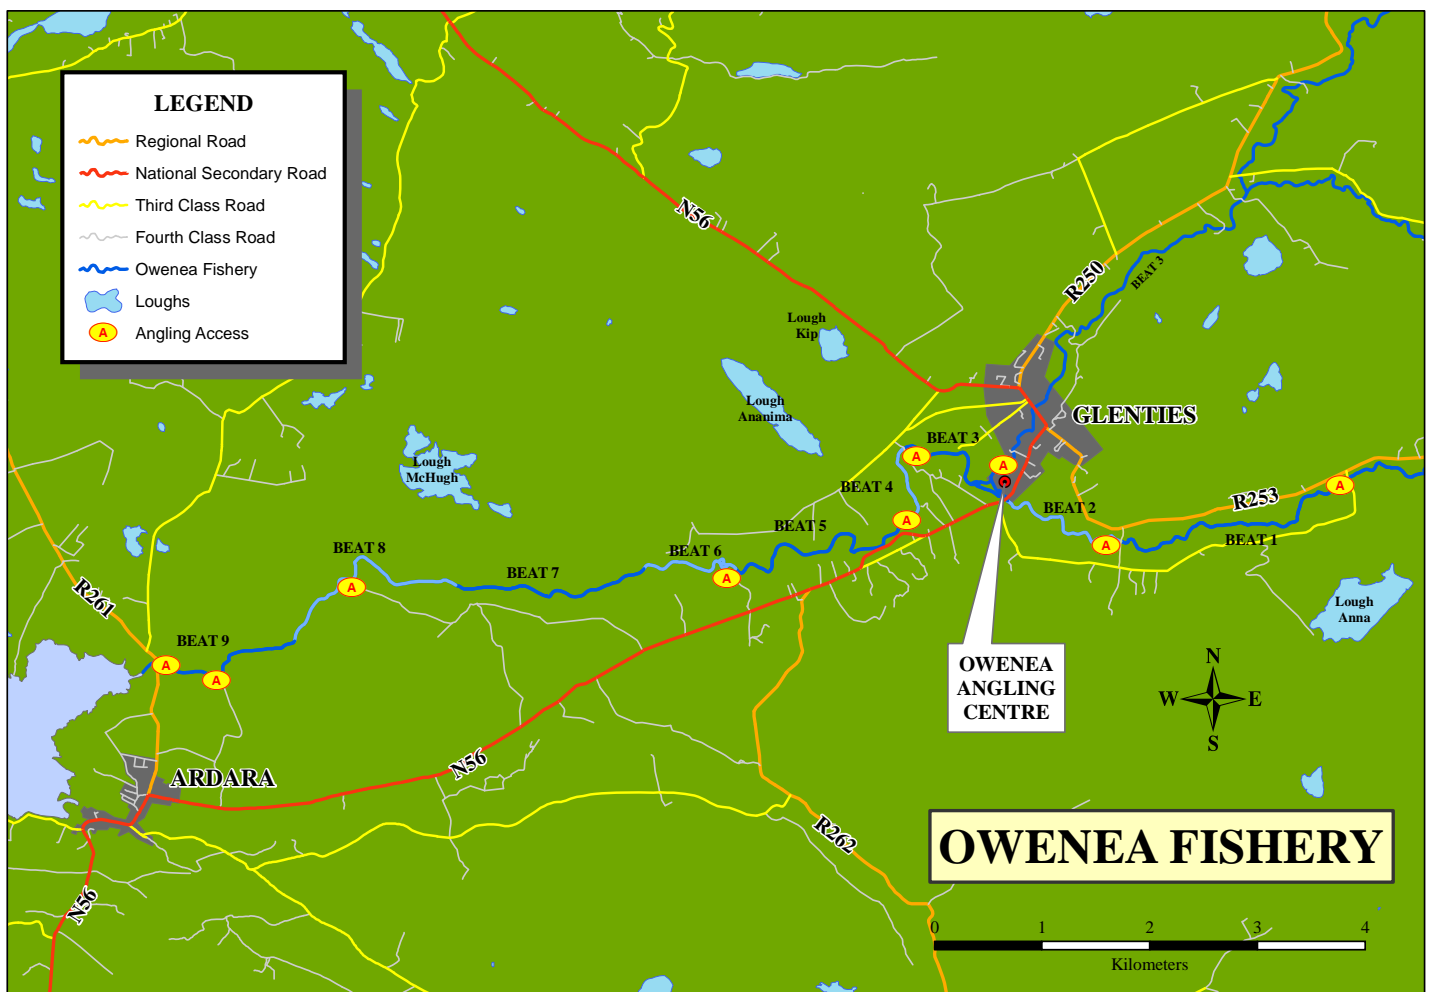 LEGEND
Regional Road
National Secondary Road
Third Class Road
Fourth Class Road
Owenea Fishery
Loughs
A Angling Access
N56
Lough
Kip
R250
BEAT 3
Lough
Ananima
GLENTIES
Lough
McHugh
BEAT 3
A
A
BEAT 4
A
R253
BEAT 2
A
BEAT 1
A
BEAT 5
BEAT 6
A
BEAT 7
BEAT 8
A
R261
BEAT 9
A
A
Lough
Anna
OWENEA
ANGLING
CENTRE
N
W E
S
ARDARA
N56
R262
N56
OWENEA FISHERY
0 1 2 3 4
Kilometers